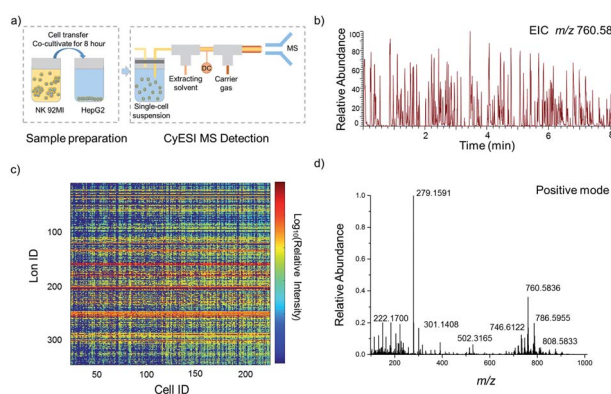 a)
Cell transfer
Co-cultivate for 8 hour
NK 92MI
HepG2
Sample preparation
MS
DC
Extracting
solvent
Carrier
gas
Single-cell
suspension
CyESI MS Detection
b)
EIC m/z 760.58
Relative Abundance
100
80
60
40
20
0
2
4
6
8
Time (min)
c)
Lon ID
100
200
300
50
100
150
200
Cell ID
Log₁₀(Relative
Intensity)
d)
Positive mode
Relative Abundance
1.0
0.8
0.6
0.4
0.2
0.0
279.1591
760.5836
222.1700
301.1408
502.3165
746.6122
786.5955
808.5833
200
400
600
800
1000
m/z